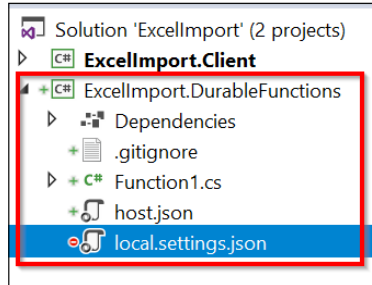 Solution 'ExcelImport' (2 projects)
C# ExcelImport.Client
+C# ExcelImport.DurableFunctions
Dependencies
+ .gitignore
+ C# Function1.cs
+ host.json
local.settings.json